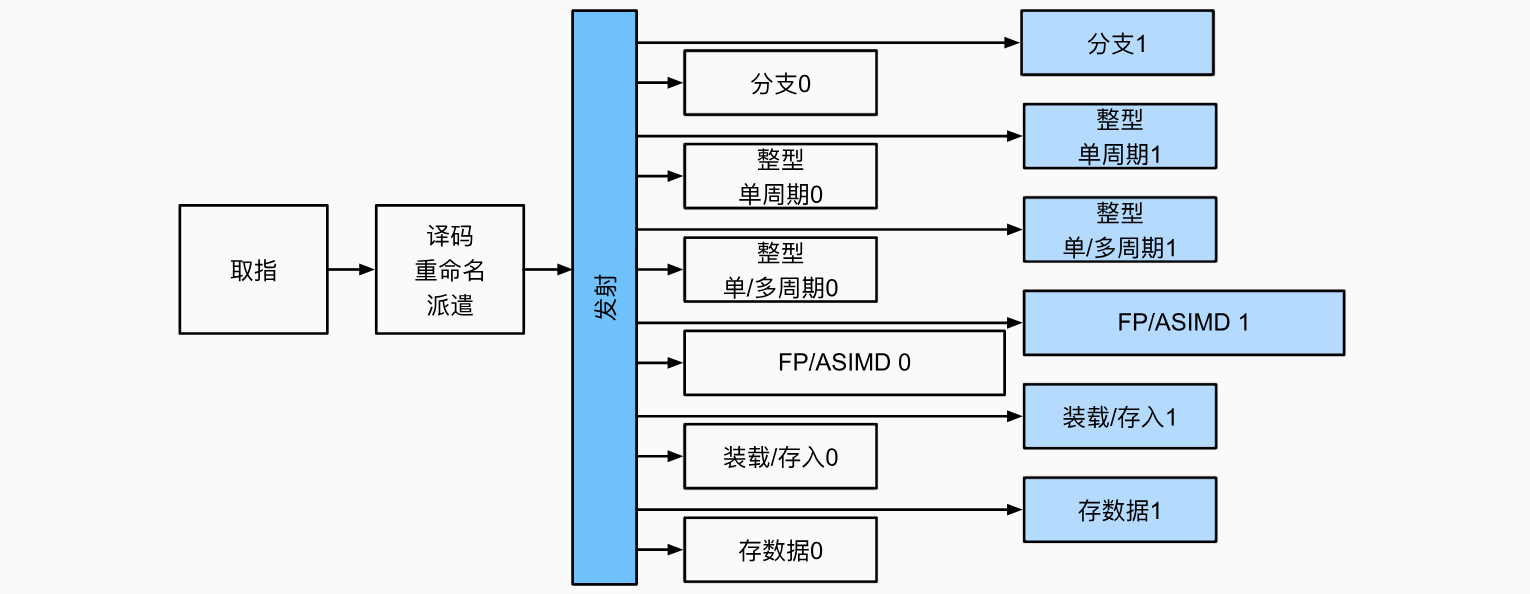 取指
译码
重命名
派遣
发射
分支1
分支0
整型
单周期1
整型
单周期0
整型
单/多周期1
整型
单/多周期0
FP/ASIMD 1
FP/ASIMD 0
装载/存入1
装载/存入0
存数据1
存数据0